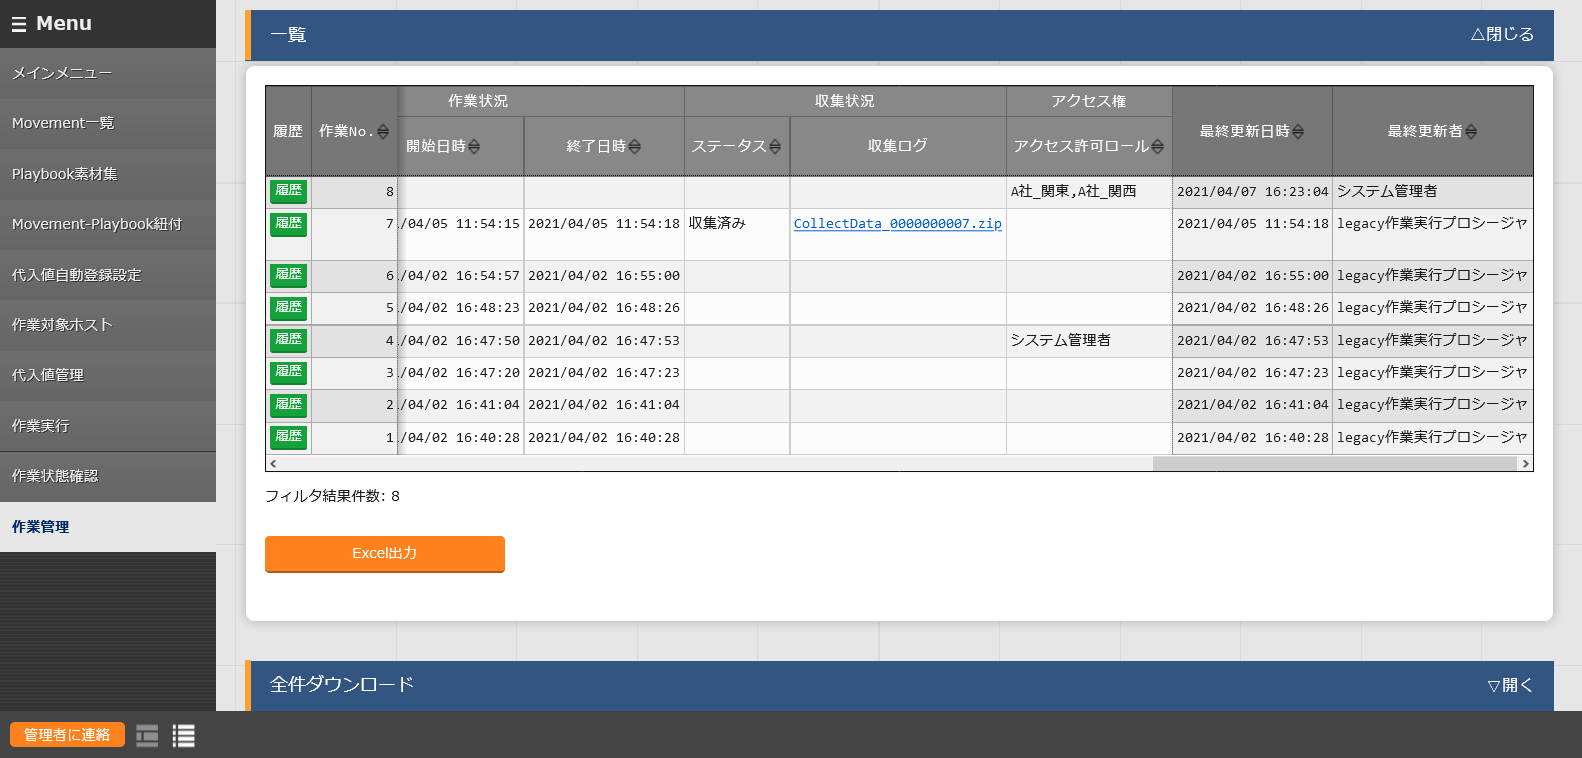 Menu
メインメニュー
Movement一覧
Playbook素材集
Movement-Playbook紐付
代入値自動登録設定
作業対象ホスト
代入値管理
作業実行
作業状態確認
作業管理
一覧 △閉じる
作業状況 収集状況 アクセス権
履歴 作業No. 開始日時 終了日時 ステータス 収集ログ アクセス許可ロール 最終更新日時 最終更新者
履歴 8 A社_関東,A社_関西 2021/04/07 16:23:04 システム管理者
履歴 7 /04/05 11:54:15 2021/04/05 11:54:18 収集済み CollectData_0000000007.zip 2021/04/05 11:54:18 legacy作業実行プロシージャ
履歴 6 /04/02 16:54:57 2021/04/02 16:55:00 2021/04/02 16:55:00 legacy作業実行プロシージャ
履歴 5 /04/02 16:48:23 2021/04/02 16:48:26 2021/04/02 16:48:26 legacy作業実行プロシージャ
履歴 4 /04/02 16:47:50 2021/04/02 16:47:53 システム管理者 2021/04/02 16:47:53 legacy作業実行プロシージャ
履歴 3 /04/02 16:47:20 2021/04/02 16:47:23 2021/04/02 16:47:23 legacy作業実行プロシージャ
履歴 2 /04/02 16:41:04 2021/04/02 16:41:04 2021/04/02 16:41:04 legacy作業実行プロシージャ
履歴 1 /04/02 16:40:28 2021/04/02 16:40:28 2021/04/02 16:40:28 legacy作業実行プロシージャ
フィルタ結果件数: 8
Excel出力
全件ダウンロード ▽開く
管理者に連絡